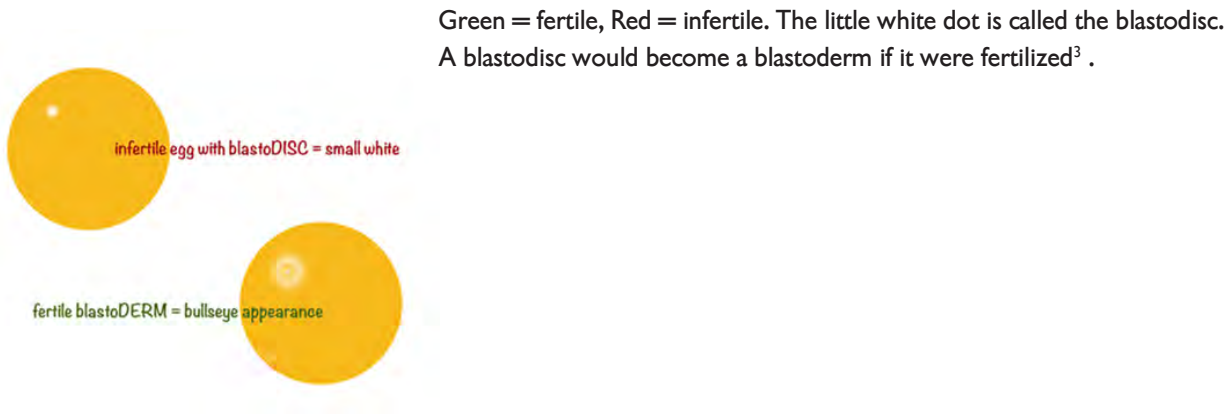 Green = fertile, Red = infertile. The little white dot is called the blastodisc.
A blastodisc would become a blastoderm if it were fertilized³ .
infertile egg with blastoDISC = small white
fertile blastoDERM = bullseye appearance